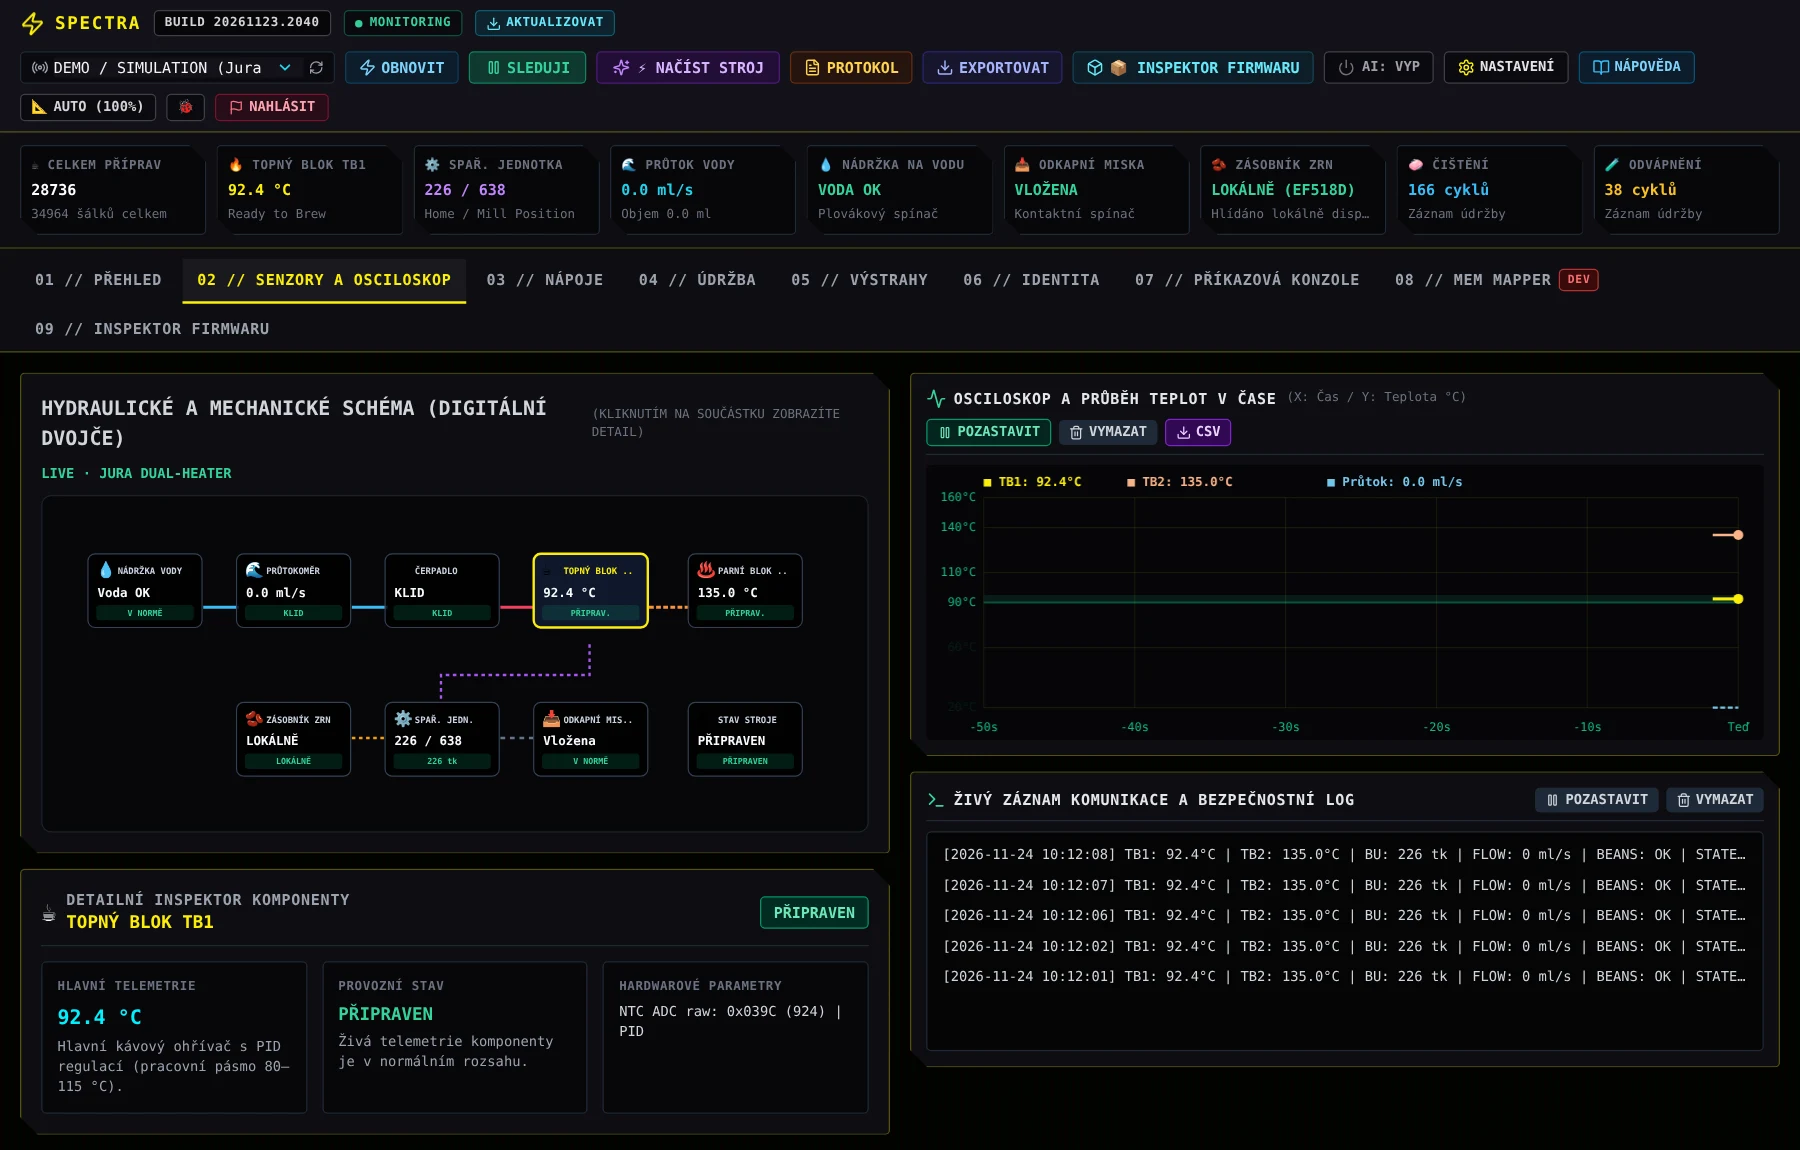 SPECTRA
BUILD 20261123.2040
MONITORING
AKTUALIZOVAT
DEMO / SIMULATION (Jura
OBNOVIT
SLEDUJI
⚡ NAČÍST STROJ
PROTOKOL
EXPORTOVAT
INSPEKTOR FIRMWARU
AI: VYP
NASTAVENÍ
NÁPOVĚDA
AUTO (100%)
NAHLÁSIT
CELKEM PŘÍPRAV
28736
34964 šálků celkem
TOPNÝ BLOK TB1
92.4 °C
Ready to Brew
SPAŘ. JEDNOTKA
226 / 638
Home / Mill Position
PRŮTOK VODY
0.0 ml/s
Objem 0.0 ml
NÁDRŽKA NA VODU
VODA OK
Plovákový spínač
ODKAPNÍ MISKA
VLOŽENA
Kontaktní spínač
ZÁSOBNÍK ZRN
LOKÁLNĚ (EF518D)
Hlídáno lokálně disp…
ČIŠTĚNÍ
166 cyklů
Záznam údržby
ODVÁPNĚNÍ
38 cyklů
Záznam údržby
01 // PŘEHLED
02 // SENZORY A OSCILOSKOP
03 // NÁPOJE
04 // ÚDRŽBA
05 // VÝSTRAHY
06 // IDENTITA
07 // PŘÍKAZOVÁ KONZOLE
08 // MEM MAPPER DEV
09 // INSPEKTOR FIRMWARU
HYDRAULICKÉ A MECHANICKÉ SCHÉMA (DIGITÁLNÍ
DVOJČE)
(KLIKNUTÍM NA SOUČÁSTKU ZOBRAZÍTE
DETAIL)
LIVE · JURA DUAL-HEATER
NÁDRŽKA VODY
Voda OK
V NORMĚ
PRŮTOKOMĚR
0.0 ml/s
KLID
ČERPADLO
KLID
KLID
TOPNÝ BLOK ..
92.4 °C
PŘIPRAV.
PARNÍ BLOK ..
135.0 °C
PŘIPRAV.
ZÁSOBNÍK ZRN
LOKÁLNĚ
LOKÁLNĚ
SPAŘ. JEDN.
226 / 638
226 tk
ODKAPNÍ MIS..
Vložena
V NORMĚ
STAV STROJE
PŘIPRAVEN
PŘIPRAVEN
DETAILNÍ INSPEKTOR KOMPONENTY
TOPNÝ BLOK TB1
PŘIPRAVEN
HLAVNÍ TELEMETRIE
92.4 °C
Hlavní kávový ohřívač s PID
regulací (pracovní pásmo 80–
115 °C).
PROVOZNÍ STAV
PŘIPRAVEN
Živá telemetrie komponenty
je v normálním rozsahu.
HARDWAROVÉ PARAMETRY
NTC ADC raw: 0x039C (924) |
PID
OSCILOSKOP A PRŮBĚH TEPLOT V ČASE (X: Čas / Y: Teplota °C)
POZASTAVIT
VYMAZAT
CSV
TB1: 92.4°C
TB2: 135.0°C
Průtok: 0.0 ml/s
160°C
140°C
110°C
90°C
60°C
20°C
-50s
-40s
-30s
-20s
-10s
Teď
ŽIVÝ ZÁZNAM KOMUNIKACE A BEZPEČNOSTNÍ LOG
POZASTAVIT
VYMAZAT
[2026-11-24 10:12:08] TB1: 92.4°C | TB2: 135.0°C | BU: 226 tk | FLOW: 0 ml/s | BEANS: OK | STATE…
[2026-11-24 10:12:07] TB1: 92.4°C | TB2: 135.0°C | BU: 226 tk | FLOW: 0 ml/s | BEANS: OK | STATE…
[2026-11-24 10:12:06] TB1: 92.4°C | TB2: 135.0°C | BU: 226 tk | FLOW: 0 ml/s | BEANS: OK | STATE…
[2026-11-24 10:12:02] TB1: 92.4°C | TB2: 135.0°C | BU: 226 tk | FLOW: 0 ml/s | BEANS: OK | STATE…
[2026-11-24 10:12:01] TB1: 92.4°C | TB2: 135.0°C | BU: 226 tk | FLOW: 0 ml/s | BEANS: OK | STATE…